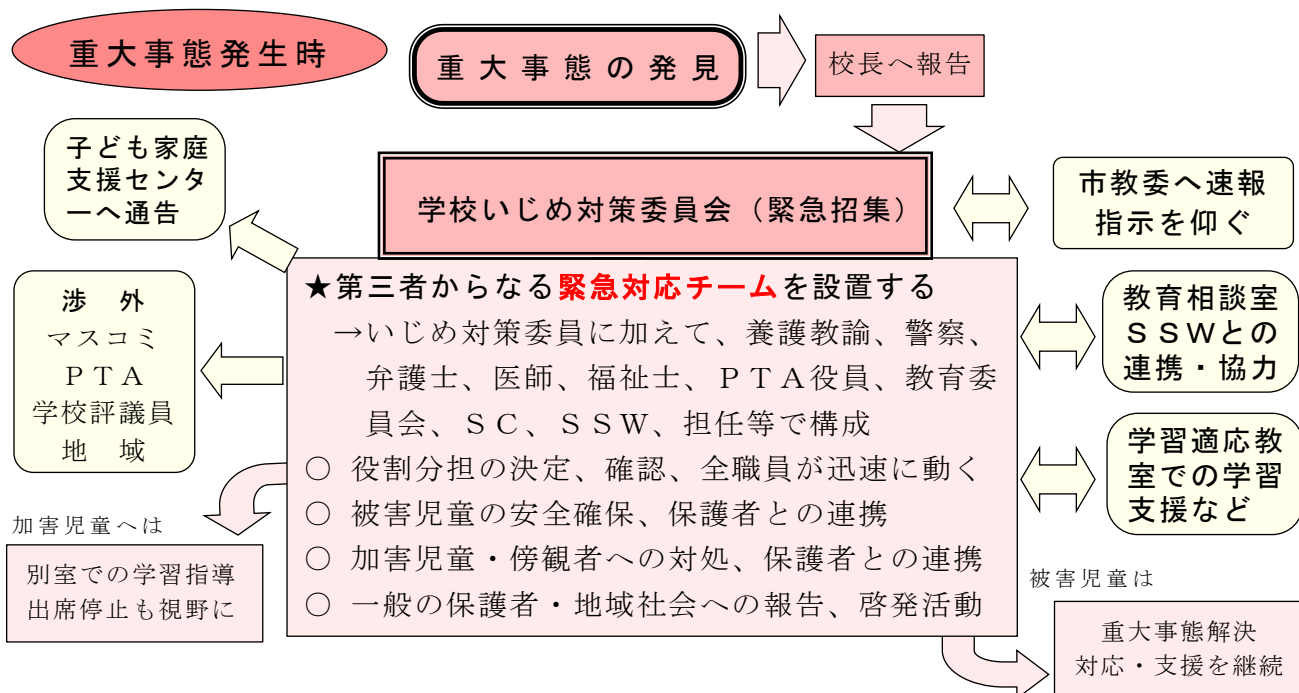 重大事態発生時
重大事態の発見
校長へ報告
子ども家庭
支援センタ
ーへ通告
学校いじめ対策委員会（緊急招集）
市教委へ速報
指示を仰ぐ
渉　外
マスコミ
ＰＴＡ
学校評議員
地　域
★第三者からなる緊急対応チームを設置する
→いじめ対策委員に加えて、養護教諭、警察、
弁護士、医師、福祉士、ＰＴＡ役員、教育委
員会、ＳＣ、ＳＳＷ、担任等で構成
○ 役割分担の決定、確認、全職員が迅速に動く
○ 被害児童の安全確保、保護者との連携
○ 加害児童・傍観者への対処、保護者との連携
○ 一般の保護者・地域社会への報告、啓発活動
教育相談室
ＳＳＷとの
連携・協力
学習適応教
室での学習
支援など
加害児童へは
別室での学習指導
出席停止も視野に
被害児童は
重大事態解決
対応・支援を継続